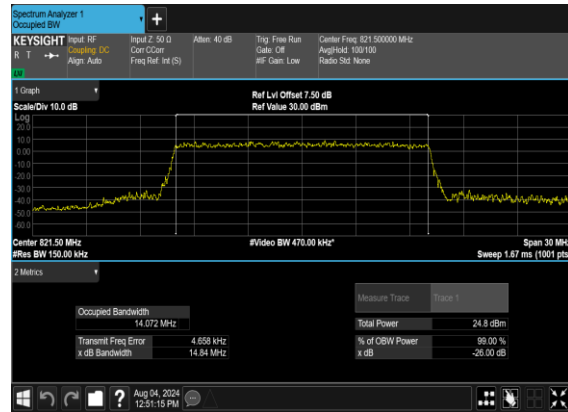 Spectrum Analyzer 1
Occupied BW
+
KEYSIGHT Input: RF Input Z: 50 Ω Atten: 40 dB Trig: Free Run Center Freq: 821.500000 MHz
R T Coupling: DC Corr CCorr Gate: Off Avg|Hold: 100/100
Align: Auto Freq Ref: Int (S) #IF Gain: Low Radio Std: None
1 Graph
Ref Lvl Offset 7.50 dB
Scale/Div 10.0 dB Ref Value 30.00 dBm
Log
20.0
10.0
0.00
-10.0
-20.0
-30.0
-40.0
-50.0
-60.0
Center 821.50 MHz #Video BW 470.00 kHz* Span 30 MHz
#Res BW 150.00 kHz Sweep 1.67 ms (1001 pts
2 Metrics
Measure Trace Trace 1
Occupied Bandwidth
14.072 MHz Total Power 24.8 dBm
Transmit Freq Error 4.658 kHz % of OBW Power 99.00 %
x dB Bandwidth 14.84 MHz x dB -26.00 dB
? Aug 04, 2024
12:51:15 PM